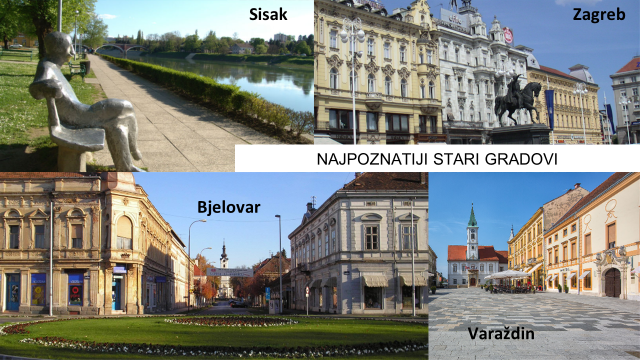 Sisak
Zagreb
NAJPOZNATIJI STARI GRADOVI
Bjelovar
Varaždin